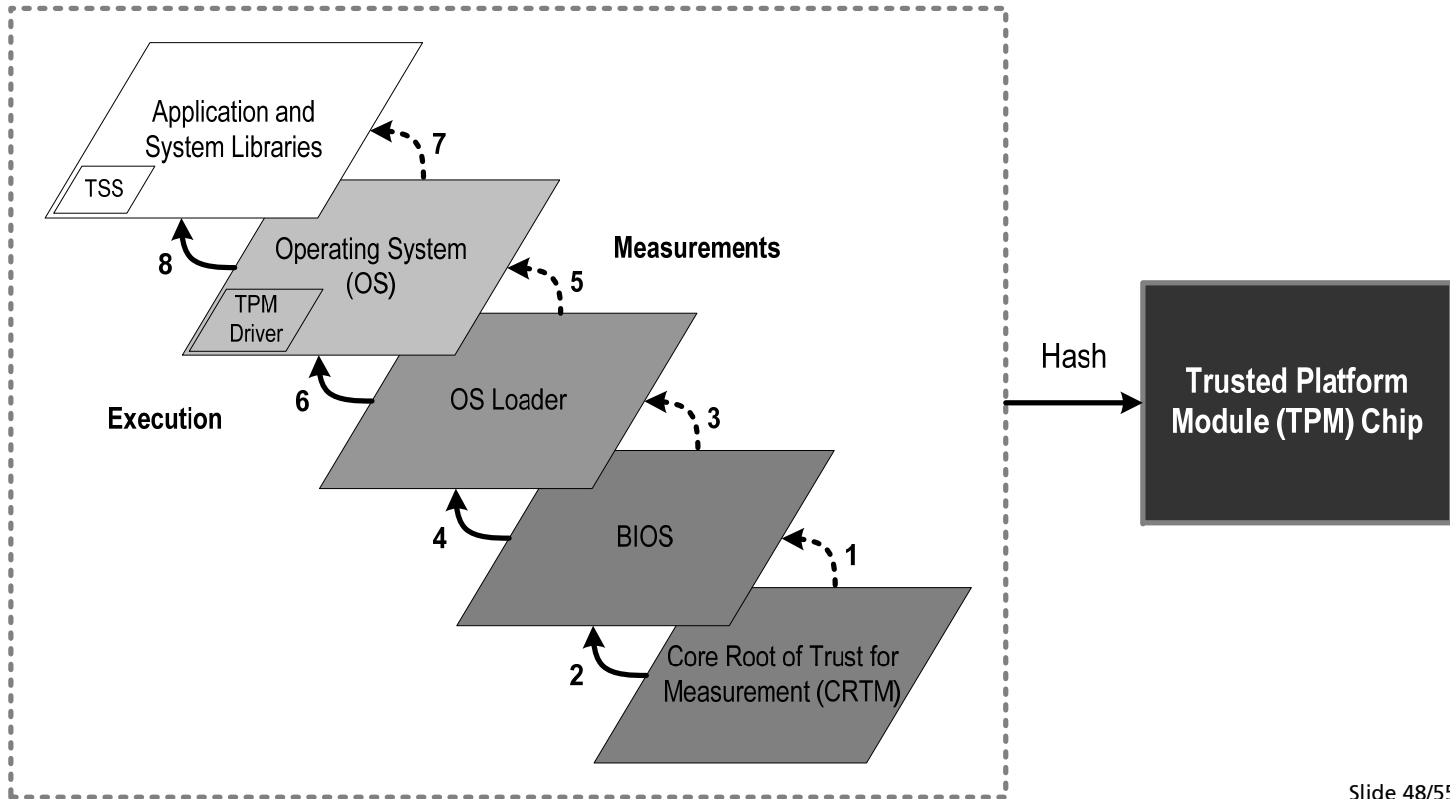 Application and
System Libraries
TSS
7
8
Operating System
(OS)
Measurements
TPM
Driver
5
6
Execution
OS Loader
3
4
BIOS
1
2
Core Root of Trust for
Measurement (CRTM)
Hash
Trusted Platform
Module (TPM) Chip
Slide 48/55